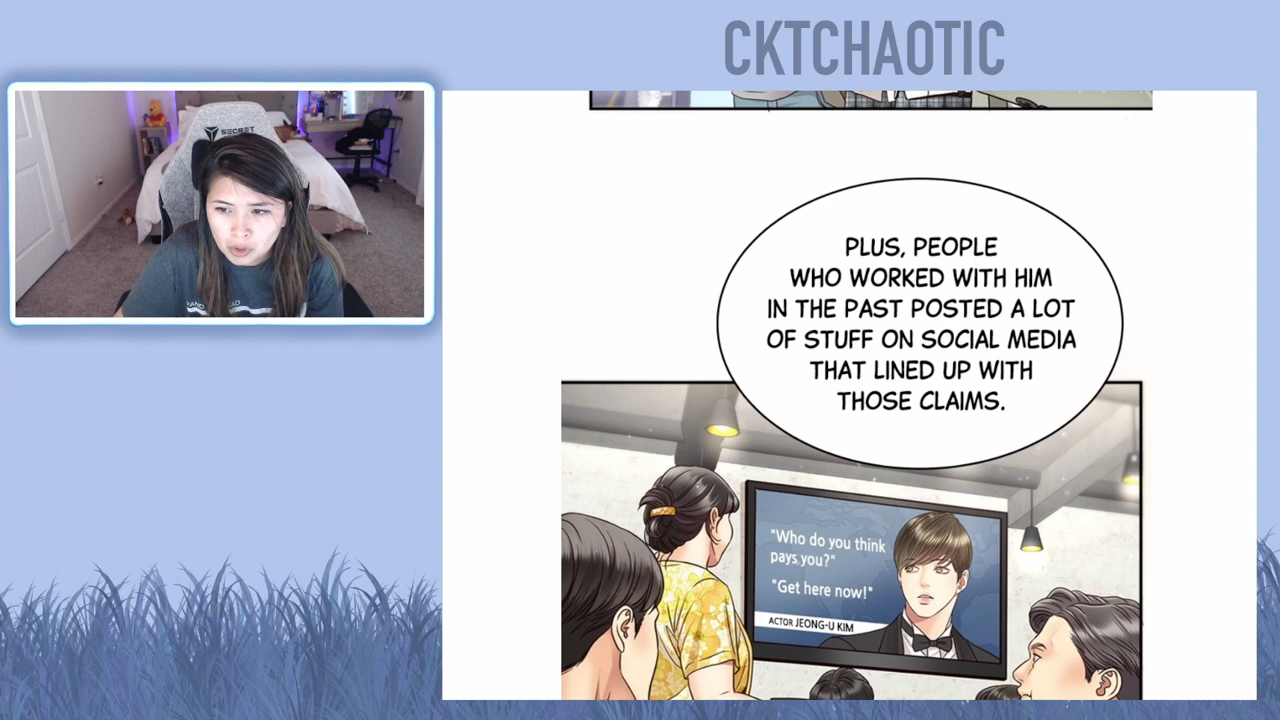 CKTCHAOTIC
SECRET
PLUS, PEOPLE
WHO WORKED WITH HIM
IN THE PAST POSTED A LOT
OF STUFF ON SOCIAL MEDIA
THAT LINED UP WITH
THOSE CLAIMS.
"Who do you think
pays you?"
"Get here now!"
ACTOR JEONG-U KIM